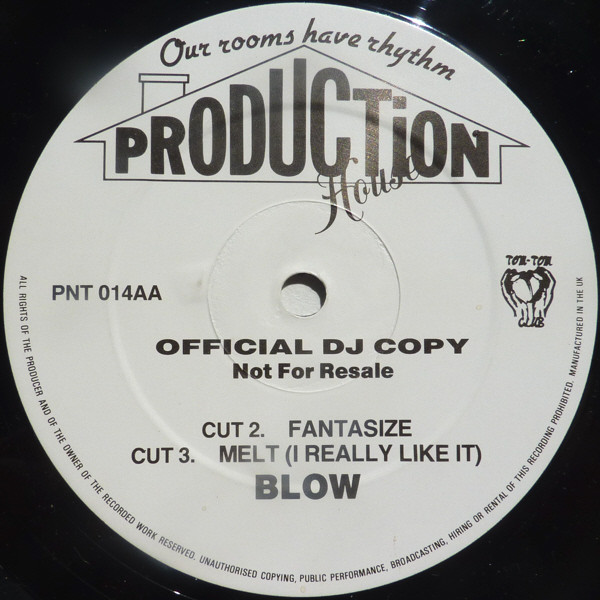 Our rooms have rhythm
PRODUCTiON
House
TOM-TOM
CLUB
PNT 014AA
OFFICIAL DJ COPY
Not For Resale
CUT 2. FANTASIZE
CUT 3. MELT (I REALLY LIKE IT)
BLOW
ALL RIGHTS OF THE PRODUCER AND OF THE OWNER OF THE RECORDED WORK RESERVED. UNAUTHORISED COPYING, PUBLIC PERFORMANCE, BROADCASTING, HIRING OR RENTAL OF THIS RECORDING PROHIBITED. MANUFACTURED IN THE UK